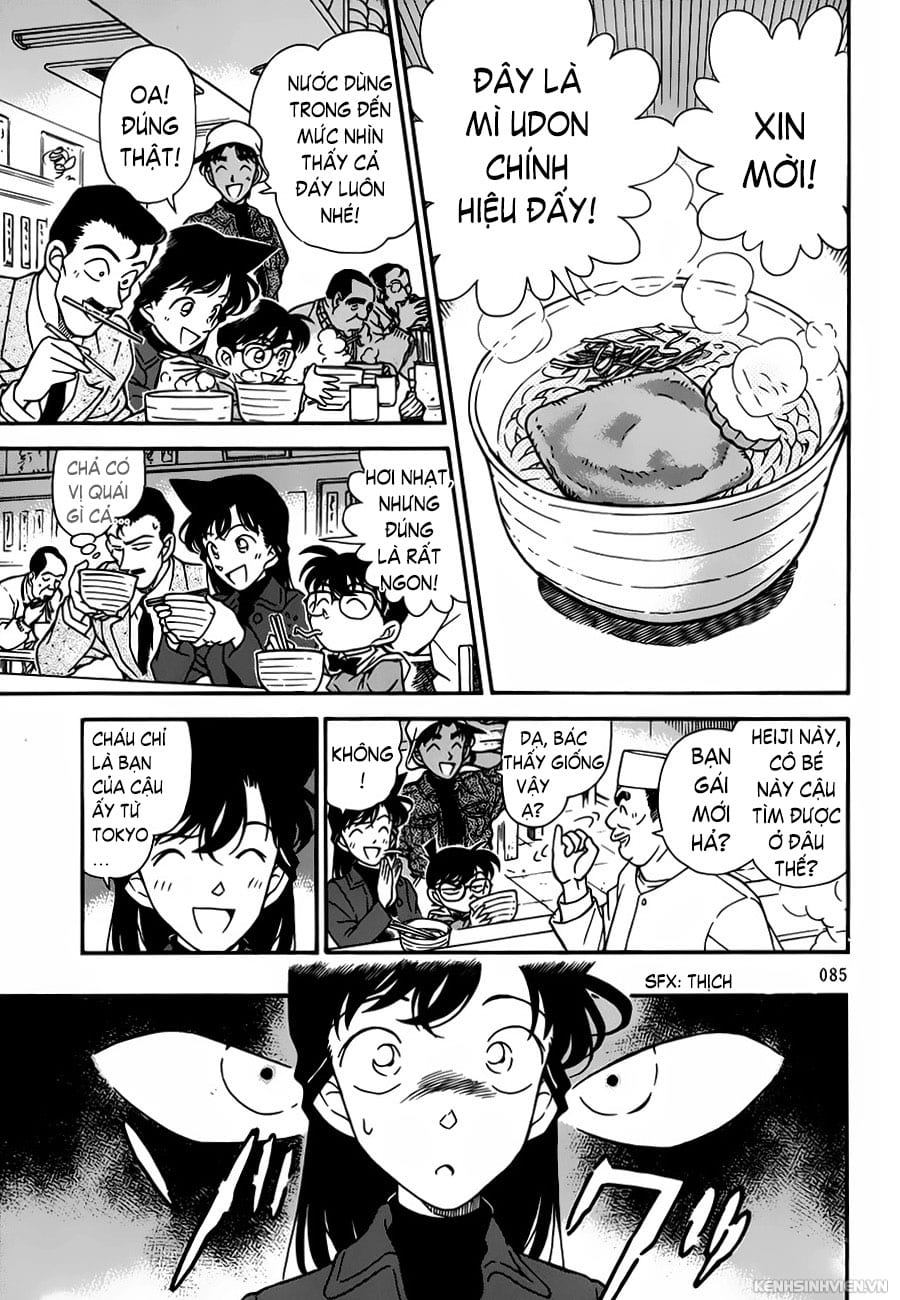 XIN
MỜI!
ĐÂY LÀ
MÌ UDON
CHÍNH
HIỆU ĐẤY!
NƯỚC DÙNG
TRONG ĐẾN
MỨC NHÌN
THẤY CẢ
ĐÁY LUÔN
NHÉ!
OA!
ĐÚNG
THẬT!
HƠI NHẠT,
NHƯNG
ĐÚNG
LÀ RẤT
NGON!
CHẢ CÓ
VỊ QUÁI
GÌ CẢ...
HEIJI NÀY,
CÔ BÉ
NÀY CẬU
TÌM ĐƯỢC
Ở ĐÂU
THẾ?
BẠN
GÁI
MỚI
HẢ?
DẠ, BÁC
THẤY GIỐNG
VẬY
Ạ?
KHÔNG
!
CHÁU CHỈ
LÀ BẠN
CỦA CẬU
ẤY TỪ
TOKYO
...
SFX: THỊCH
085
ゾクッ
KENHSINHVIEN.VN